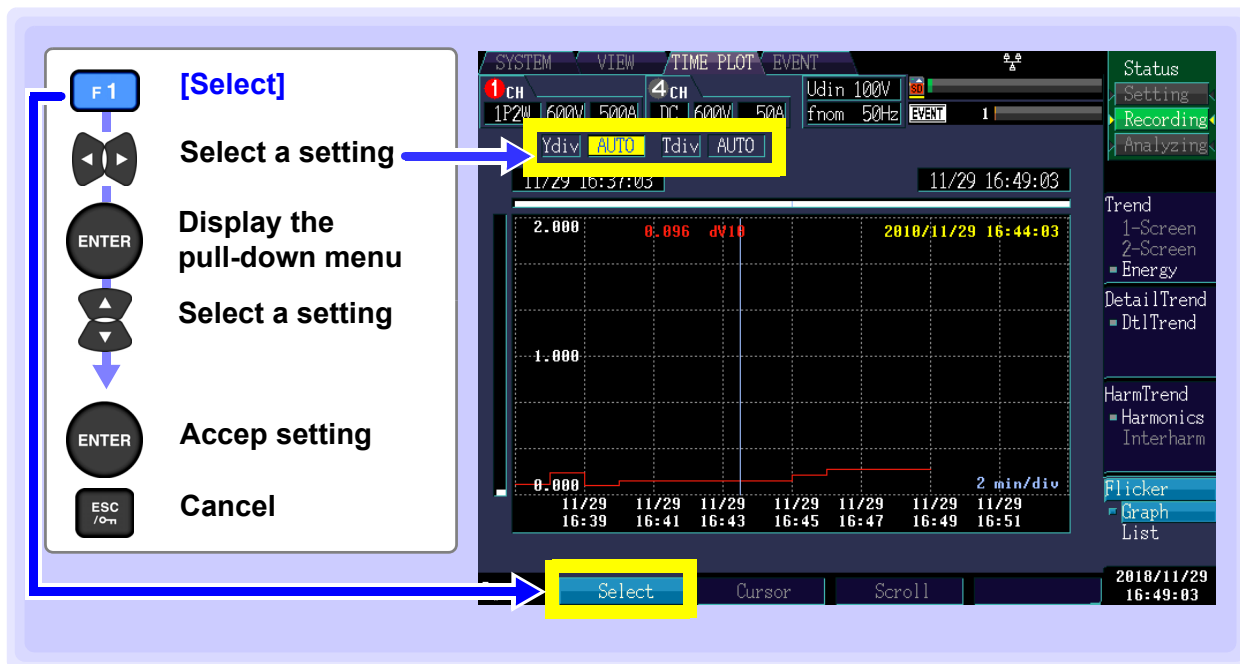 F1
[Select]
Select a setting
ENTER
Display the
pull-down menu
Select a setting
ENTER
Accep setting
ESC
Cancel
SYSTEM VIEW TIME PLOT EVENT
1 CH 4 CH Udin 100V SD
1P2W 600V 500A DC 600V 50A fnom 50Hz EVENT 1
Ydiv AUTO Tdiv AUTO
11/29 16:37:03 11/29 16:49:03
2.000 0.096 dV10 2010/11/29 16:44:03
1.000
0.000 2 min/div
11/29 11/29 11/29 11/29 11/29 11/29 11/29
16:39 16:41 16:43 16:45 16:47 16:49 16:51
Select Cursor Scroll
Status
Setting
Recording
Analyzing
Trend
1-Screen
2-Screen
Energy
DetailTrend
DtlTrend
HarmTrend
Harmonics
Interharm
Flicker
Graph
List
2018/11/29
16:49:03